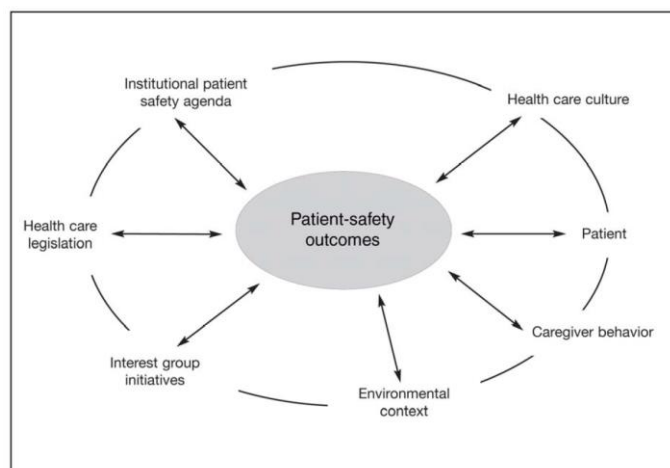 Institutional patient
safety agenda
Health care culture
Patient-safety
outcomes
Health care
legislation
Patient
Caregiver behavior
Interest group
initiatives
Environmental
context